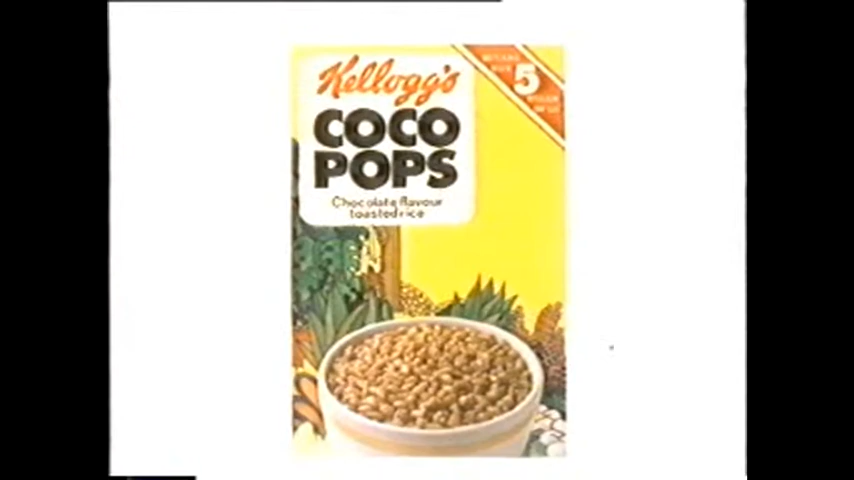 Kellogg's
COCO
POPS
Chocolate flavour
toasted rice
5